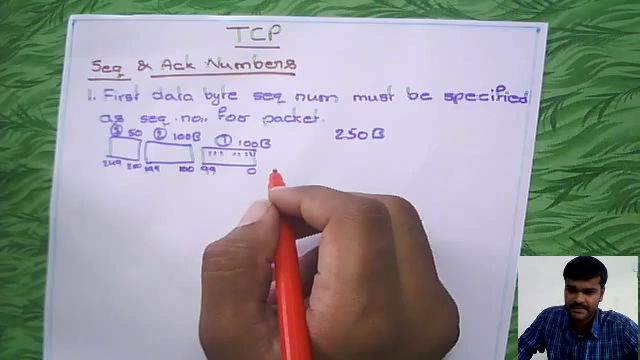 TCP
Seq & Ack Numbers
1. First data byte seq num must be specified
as seq. no. for packet.
③ 50 ② 100B ① 100B 250B
249 200 199 100 99 0